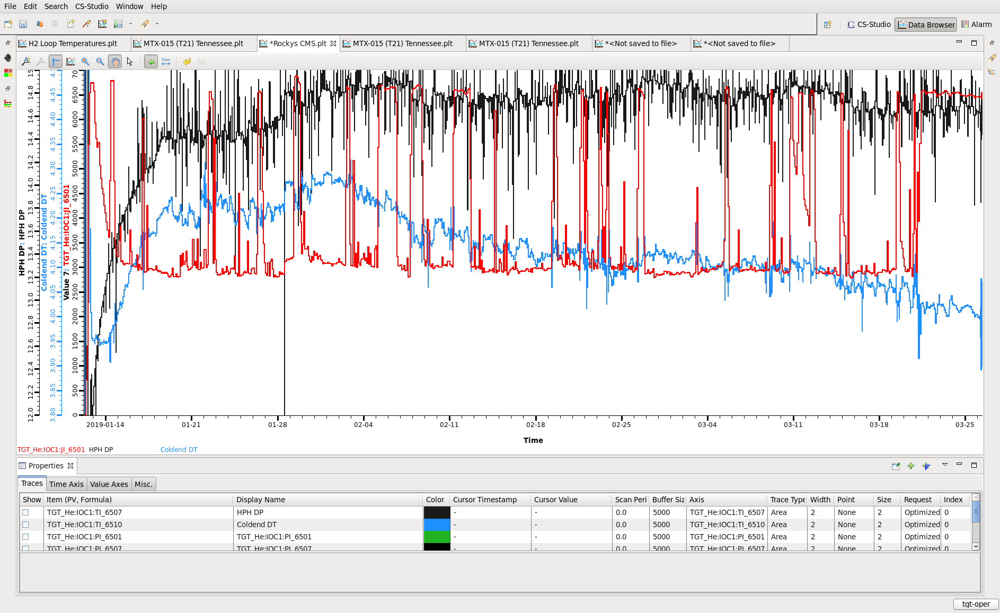 File Edit Search CS-Studio Window Help
CS-Studio Data Browser Alarm
H2 Loop Temperatures.plt MTX-015 (T21) Tennessee.plt *Rockys CMS.plt MTX-015 (T21) Tennessee.plt MTX-015 (T21) Tennessee.plt *<Not saved to file> *<Not saved to file>
Time
HPH DP: HPH DP
12.0 12.2 12.4 12.6 12.8 13.0 13.2 13.4 13.6 13.8 14.0 14.2 14.4 14.6 14.8 15
Coldend DT: Coldend DT
3.80 3.85 3.90 3.95 4.00 4.05 4.10 4.15 4.20 4.25 4.30 4.35 4.40 4.45 4.5
Value 7: TGT_He:IOC1:JI_6501
0 500 1000 1500 2000 2500 3000 3500 4000 4500 5000 5500 6000 6500 70
2019-01-14 01-21 01-28 02-04 02-11 02-18 02-25 03-04 03-11 03-18 03-25
Time
TGT_He:IOC1:JI_6501 HPH DP Coldend DT
Properties
Traces Time Axis Value Axes Misc.
Show Item (PV, Formula) Display Name Color Cursor Timestamp Cursor Value Scan Peri Buffer Siz Axis Trace Type Width Point Size Request Index
TGT_He:IOC1:TI_6507 HPH DP - - 0.0 5000 TGT_He:IOC1:TI_6507 Area 2 None 2 Optimized 0
TGT_He:IOC1:TI_6510 Coldend DT - - 0.0 5000 TGT_He:IOC1:TI_6510 Area 2 None 2 Optimized 0
TGT_He:IOC1:PI_6501 TGT_He:IOC1:PI_6501 - - 0.0 5000 TGT_He:IOC1:PI_6501 Area 2 None 2 Optimized 0
TGT_He:IOC1:PI_6507 TGT_He:IOC1:PI_6507 - - 0.0 5000 TGT_He:IOC1:PI_6507 Area 2 None 2 Optimized 0
tgt-oper